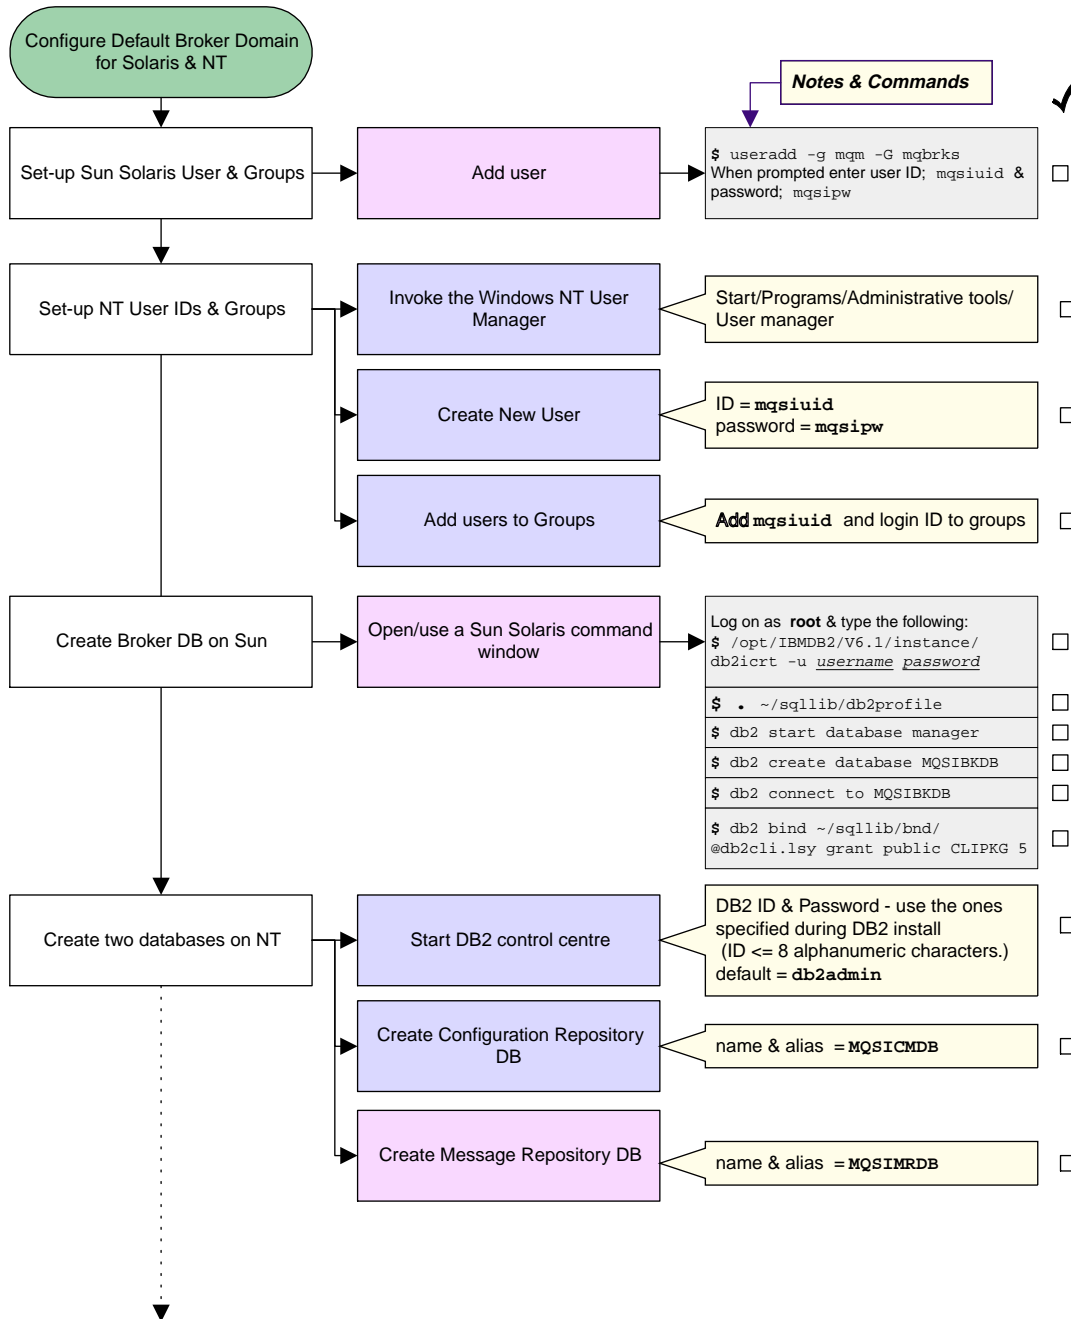 Configure Default Broker Domain
for Solaris & NT
Notes & Commands
Set-up Sun Solaris User & Groups
Add user
$ useradd -g mqm -G mqbrks
When prompted enter user ID; mqsiuid &
password; mqsipw
Set-up NT User IDs & Groups
Invoke the Windows NT User
Manager
Start/Programs/Administrative tools/
User manager
Create New User
ID = mqsiuid
password = mqsipw
Add users to Groups
Add mqsiuid and login ID to groups
Create Broker DB on Sun
Open/use a Sun Solaris command
window
Log on as root & type the following:
$ /opt/IBMDB2/V6.1/instance/
db2icrt -u username password
$ . ~/sqllib/db2profile
$ db2 start database manager
$ db2 create database MQSIBKDB
$ db2 connect to MQSIBKDB
$ db2 bind ~/sqllib/bnd/
@db2cli.lsy grant public CLIPKG 5
Create two databases on NT
Start DB2 control centre
DB2 ID & Password - use the ones
specified during DB2 install
(ID <= 8 alphanumeric characters.)
default = db2admin
Create Configuration Repository
DB
name & alias = MQSICMDB
Create Message Repository DB
name & alias = MQSIMRDB